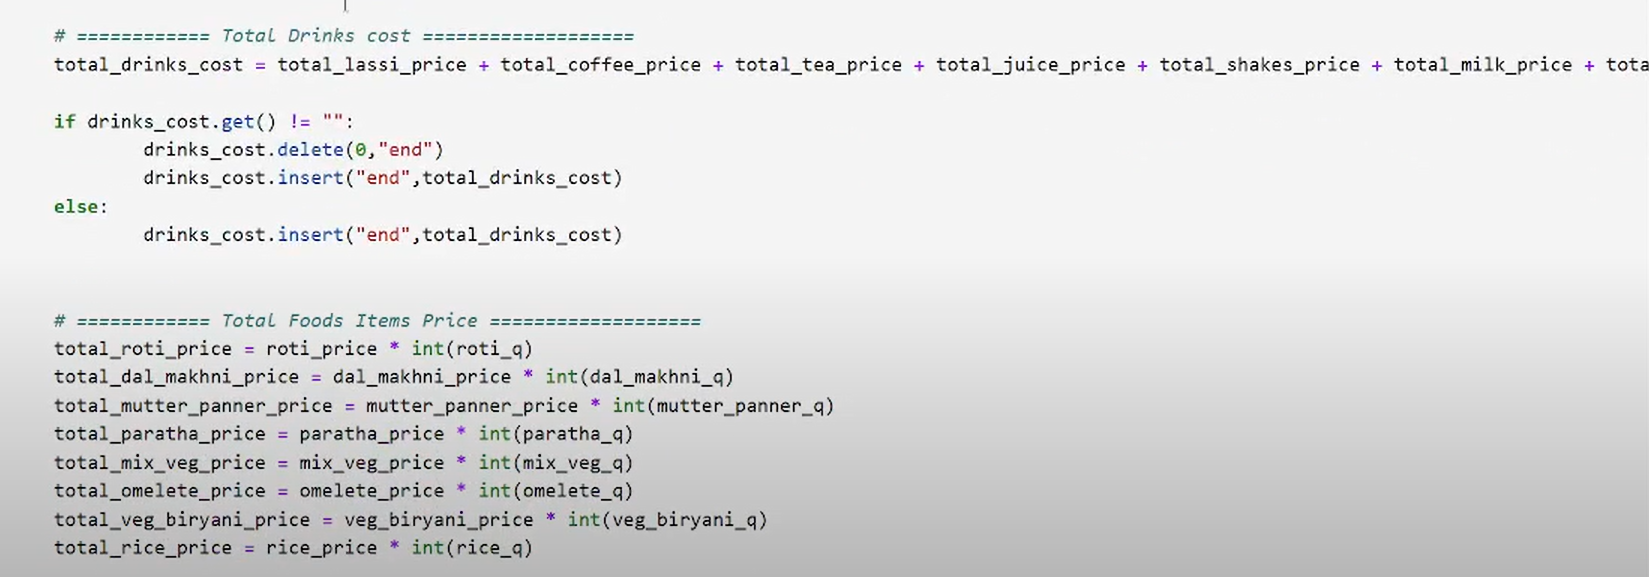 # ============ Total Drinks cost ===================
total_drinks_cost = total_lassi_price + total_coffee_price + total_tea_price + total_juice_price + total_shakes_price + total_milk_price +
if drinks_cost.get() != "":
drinks_cost.delete(0,"end")
drinks_cost.insert("end",total_drinks_cost)
else:
drinks_cost.insert("end",total_drinks_cost)
# ============ Total Foods Items Price ===================
total_roti_price = roti_price * int(roti_q)
total_dal_makhni_price = dal_makhni_price * int(dal_makhni_q)
total_mutter_panner_price = mutter_panner_price * int(mutter_panner_q)
total_paratha_price = paratha_price * int(paratha_q)
total_mix_veg_price = mix_veg_price * int(mix_veg_q)
total_omelete_price = omelete_price * int(omelete_q)
total_veg_biryani_price = veg_biryani_price * int(veg_biryani_q)
total_rice_price = rice_price * int(rice_q)